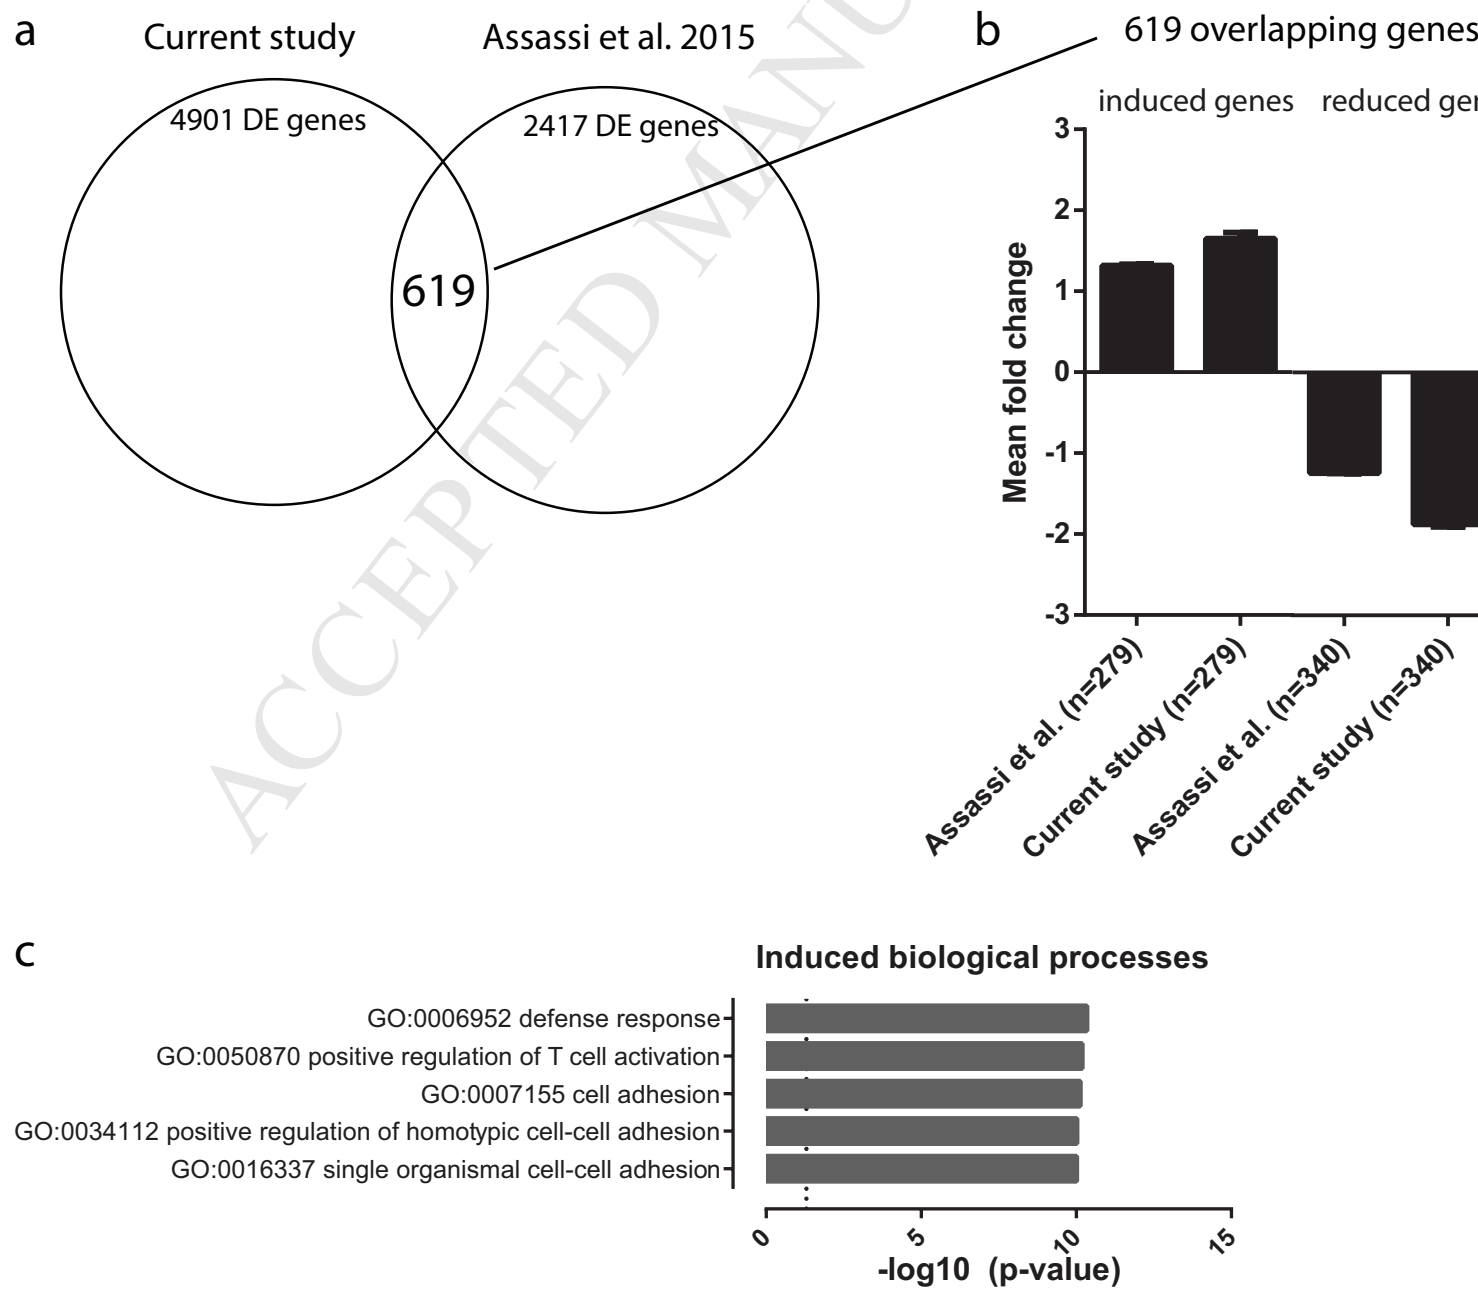 a
Current study
Assassi et al. 2015
4901 DE genes
2417 DE genes
619
b
619 overlapping genes
induced genes
reduced
Mean fold change
3
2
1
0
-1
-2
-3
Assassi et al. (n=279)
Current study (n=279)
Assassi et al. (n=340)
Current study (n=340)
ACCEPTED
c
Induced biological processes
GO:0006952 defense response
GO:0050870 positive regulation of T cell activation
GO:0007155 cell adhesion
GO:0034112 positive regulation of homotypic cell-cell adhesion
GO:0016337 single organismal cell-cell adhesion
0
5
10
15
-log10 (p-value)